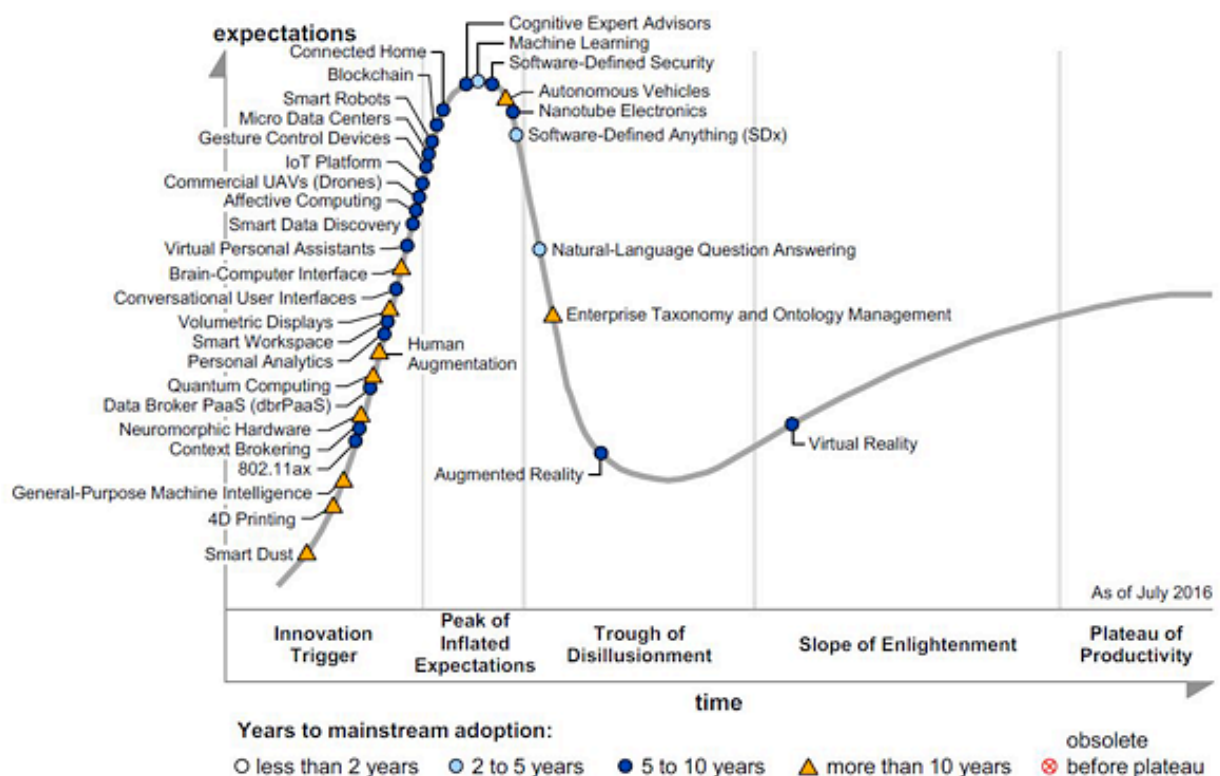 expectations
Cognitive Expert Advisors
Connected Home
Machine Learning
Blockchain
Software-Defined Security
Smart Robots
Autonomous Vehicles
Micro Data Centers
Nanotube Electronics
Gesture Control Devices
Software-Defined Anything (SDx)
IoT Platform
Commercial UAVs (Drones)
Affective Computing
Smart Data Discovery
Virtual Personal Assistants
Natural-Language Question Answering
Brain-Computer Interface
Conversational User Interfaces
Volumetric Displays
Enterprise Taxonomy and Ontology Management
Smart Workspace
Personal Analytics
Human
Augmentation
Quantum Computing
Data Broker PaaS (dbrPaaS)
Neuromorphic Hardware
Context Brokering
802.11ax
Virtual Reality
Augmented Reality
General-Purpose Machine Intelligence
4D Printing
Smart Dust
As of July 2016
Innovation
Trigger
Peak of
Inflated
Expectations
Trough of
Disillusionment
Slope of Enlightenment
Plateau of
Productivity
time
Years to mainstream adoption:
less than 2 years
2 to 5 years
5 to 10 years
more than 10 years
obsolete
before plateau